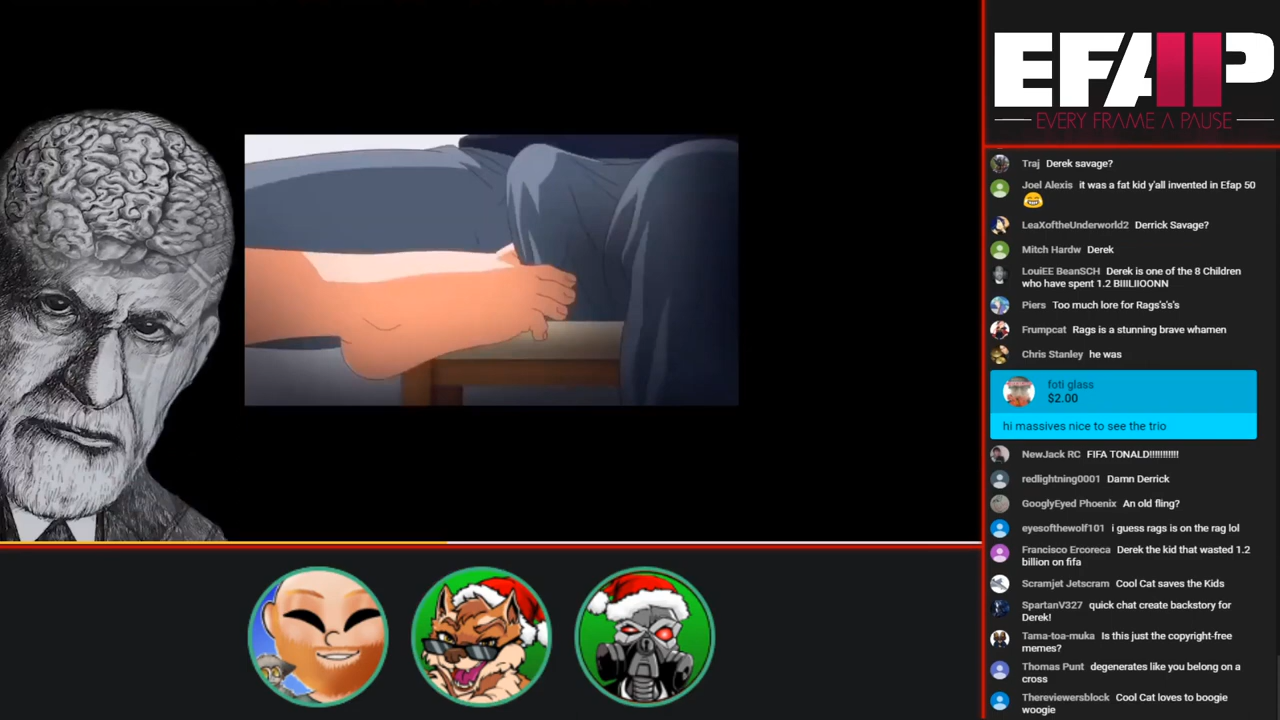 EFAP
EVERY FRAME A PAUSE
Traj Derek savage?
Joel Alexis it was a fat kid y'all invented in Efap 50
LeaXoftheUnderworld2 Derrick Savage?
Mitch Hardw Derek
LouiEE BeanSCH Derek is one of the 8 Children
who have spent 1.2 BIIILIIOONN
Piers Too much lore for Rags's's's
Frumpcat Rags is a stunning brave whamen
Chris Stanley he was
foti glass
$2.00
hi massives nice to see the trio
NewJack RC FIFA TONALD!!!!!!!!!!!
redlightning0001 Damn Derrick
GooglyEyed Phoenix An old fling?
eyesofthewolf101 i guess rags is on the rag lol
Francisco Ercoreca Derek the kid that wasted 1.2
billion on fifa
Scramjet Jetscram Cool Cat saves the Kids
SpartanV327 quick chat create backstory for
Derek!
Tama-toa-muka Is this just the copyright-free
memes?
Thomas Punt degenerates like you belong on a
cross
Thereviewersblock Cool Cat loves to boogie
woogie